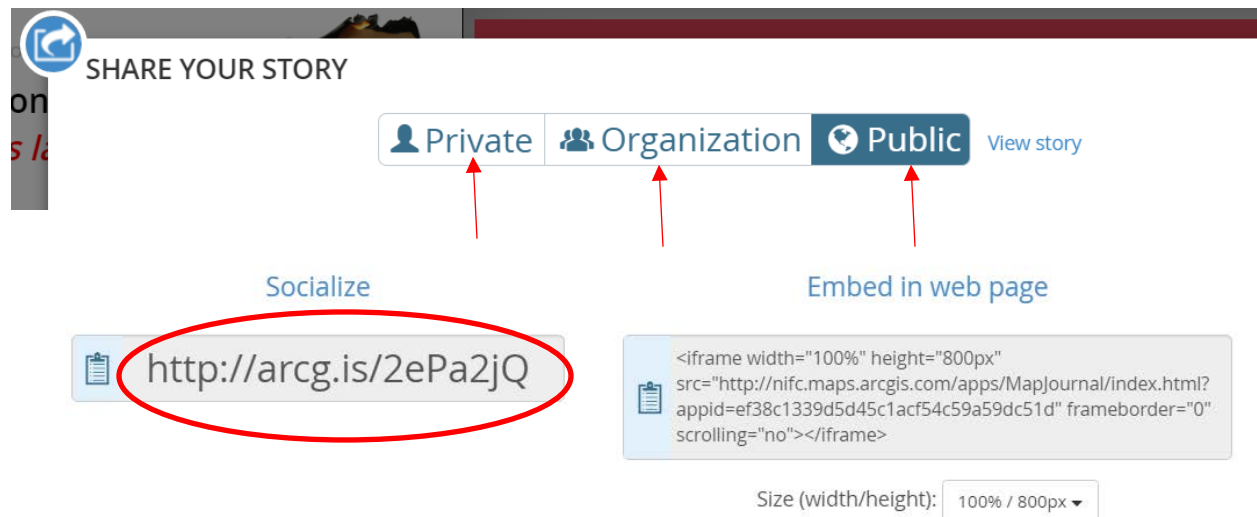 on
s la
SHARE YOUR STORY
Private Organization Public View story
Socialize
http://arcg.is/2ePa2jQ
Embed in web page
<iframe width="100%" height="800px"
src="http://nifc.maps.arcgis.com/apps/MapJournal/index.html?
appid=ef38c1339d5d45c1acf54c59a59dc51d" frameborder="0"
scrolling="no"></iframe>
Size (width/height): 100% / 800px